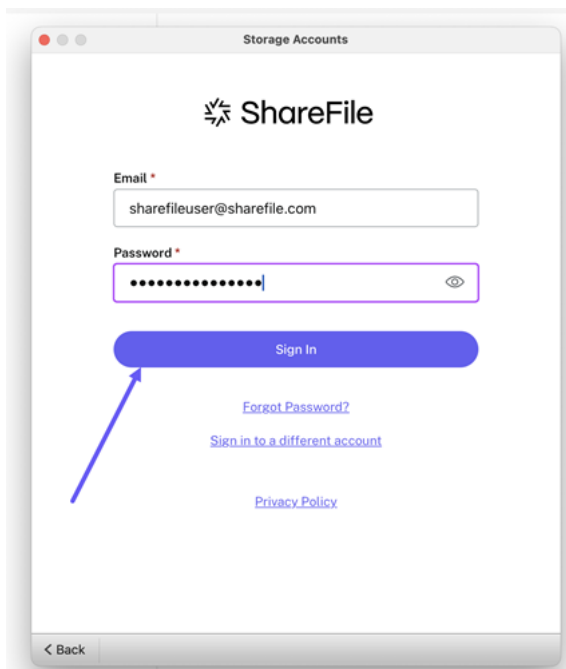 Storage Accounts
ShareFile
Email *
sharefileuser@sharefile.com
Password *
•••••••••••••••
Sign In
Forgot Password?
Sign in to a different account
Privacy Policy
< Back